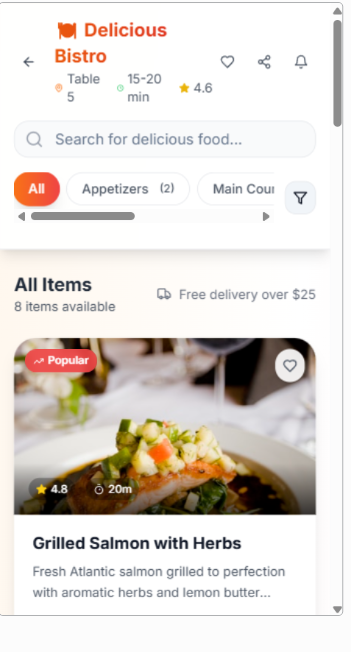 Delicious
Bistro
Table
5
15-20
min
4.6
Search for delicious food...
All
Appetizers (2)
Main Cour
All Items
8 items available
Free delivery over $25
Popular
4.8
20m
Grilled Salmon with Herbs
Fresh Atlantic salmon grilled to perfection
with aromatic herbs and lemon butter...